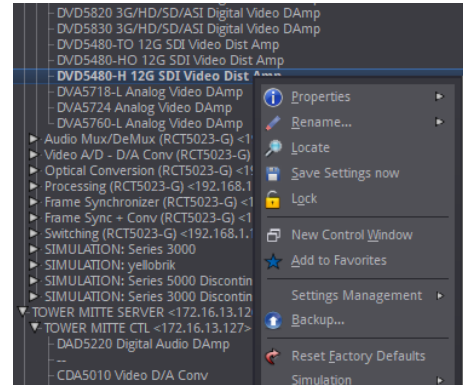 DVD5820 3G/HD/SD/ASI Digital Video DAmp
DVD5830 3G/HD/SD/ASI Digital Video DAmp
DVD5480-TO 12G SDI Video Dist Amp
DVD5480-HO 12G SDI Video Dist Amp
DVD5480-H 12G SDI Video Dist Amp
DVA5718-L Analog Video DAmp
DVA5724 Analog Video DAmp
DVA5760-L Analog Video DAmp
Audio Mux/DeMux (RCT5023-G) <1
Video A/D - D/A Conv (RCT5023-G)
Optical Conversion (RCT5023-G) <1
Processing (RCT5023-G) <192.168.1
Frame Synchronizer (RCT5023-G) <1
Frame Sync + Conv (RCT5023-G) <1
Switching (RCT5023-G) <192.168.1.
SIMULATION: Series 3000
SIMULATION: yellobrik
SIMULATION: Series 5000 Discontin
SIMULATION: Series 3000 Discontin
TOWER MITTE SERVER <172.16.13.12
TOWER MITTE CTL <172.16.13.127>
DAD5220 Digital Audio DAmp
--
CDA5010 Video D/A Conv
Properties
Rename...
Locate
Save Settings now
Lock
New Control Window
Add to Favorites
Settings Management
Backup...
Reset Factory Defaults
Simulation